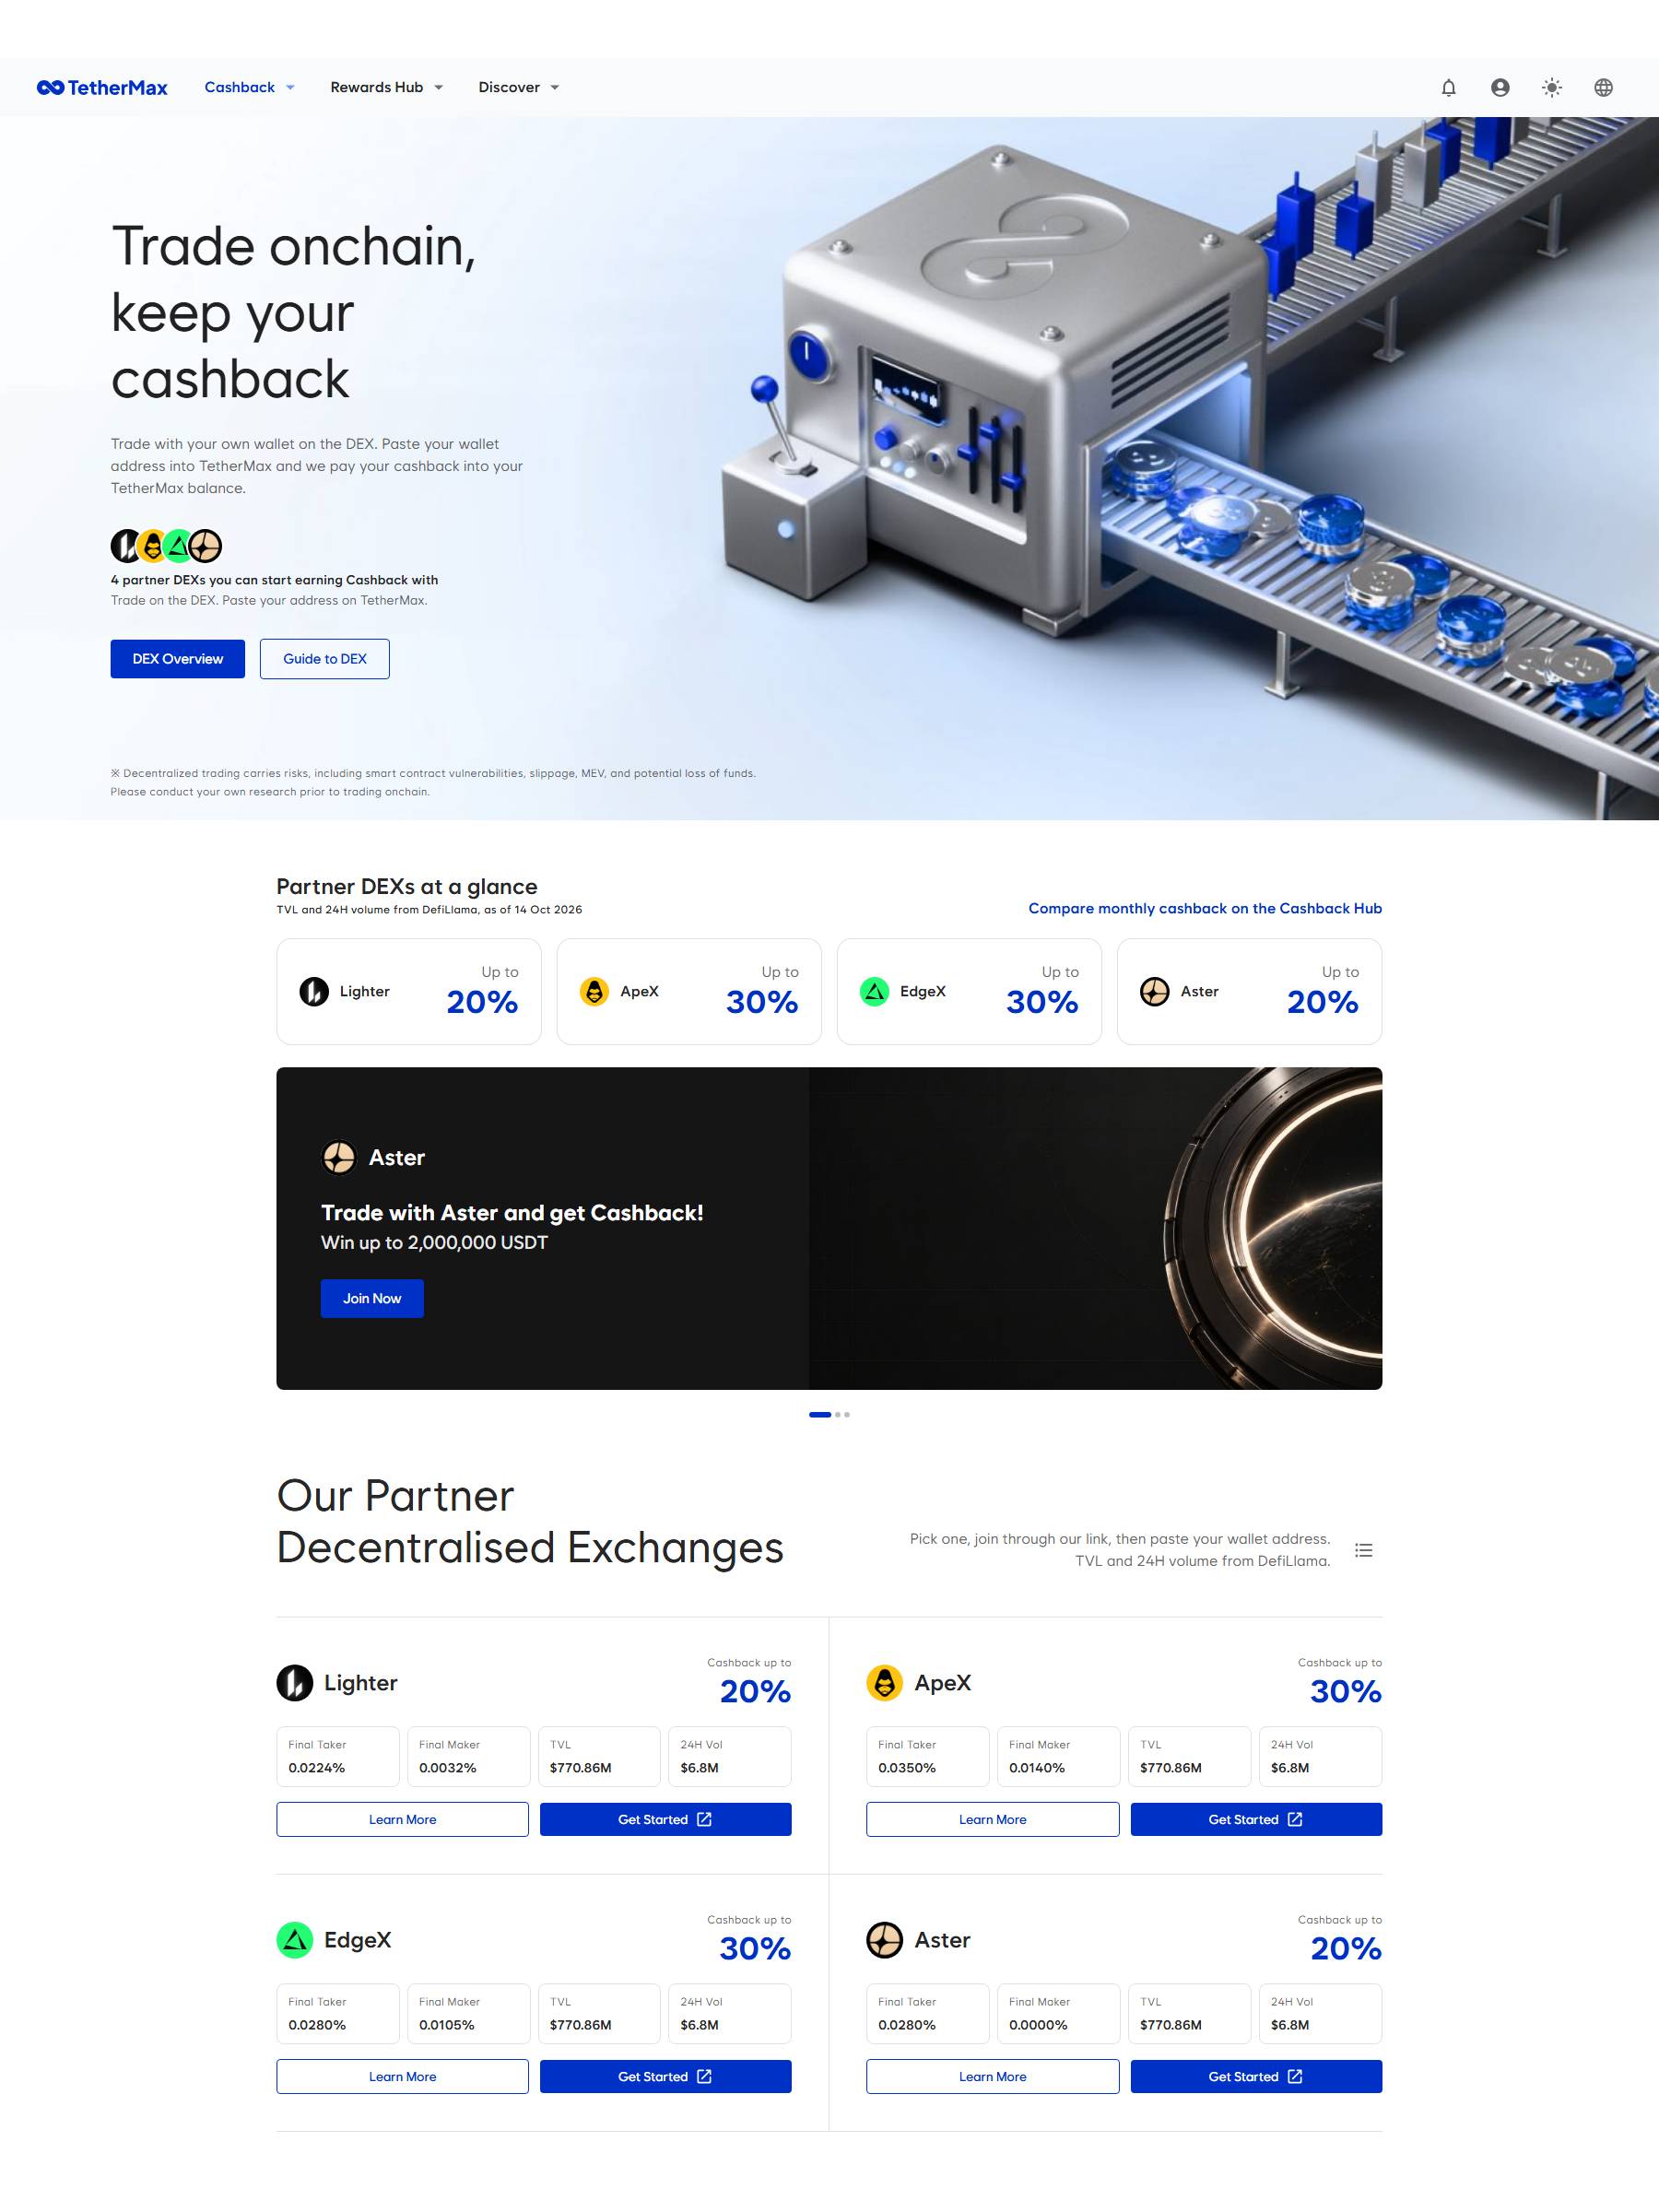 TetherMax
Cashback
Rewards Hub
Discover
Trade onchain,
keep your
cashback
Trade with your own wallet on the DEX. Paste your wallet
address into TetherMax and we pay your cashback into your
TetherMax balance.
4 partner DEXs you can start earning Cashback with
Trade on the DEX. Paste your address on TetherMax.
DEX Overview
Guide to DEX
※ Decentralized trading carries risks, including smart contract vulnerabilities, slippage, MEV, and potential loss of funds.
Please conduct your own research prior to trading onchain.
Partner DEXs at a glance
TVL and 24H volume from DefiLlama, as of 14 Oct 2026
Compare monthly cashback on the Cashback Hub
Lighter
Up to
20%
ApeX
Up to
30%
EdgeX
Up to
30%
Aster
Up to
20%
Aster
Trade with Aster and get Cashback!
Win up to 2,000,000 USDT
Join Now
Our Partner
Decentralised Exchanges
Pick one, join through our link, then paste your wallet address.
TVL and 24H volume from DefiLlama.
Lighter
Cashback up to
20%
Final Taker
0.0224%
Final Maker
0.0032%
TVL
$770.86M
24H Vol
$6.8M
Learn More
Get Started
ApeX
Cashback up to
30%
Final Taker
0.0350%
Final Maker
0.0140%
TVL
$770.86M
24H Vol
$6.8M
Learn More
Get Started
EdgeX
Cashback up to
30%
Final Taker
0.0280%
Final Maker
0.0105%
TVL
$770.86M
24H Vol
$6.8M
Learn More
Get Started
Aster
Cashback up to
20%
Final Taker
0.0280%
Final Maker
0.0000%
TVL
$770.86M
24H Vol
$6.8M
Learn More
Get Started